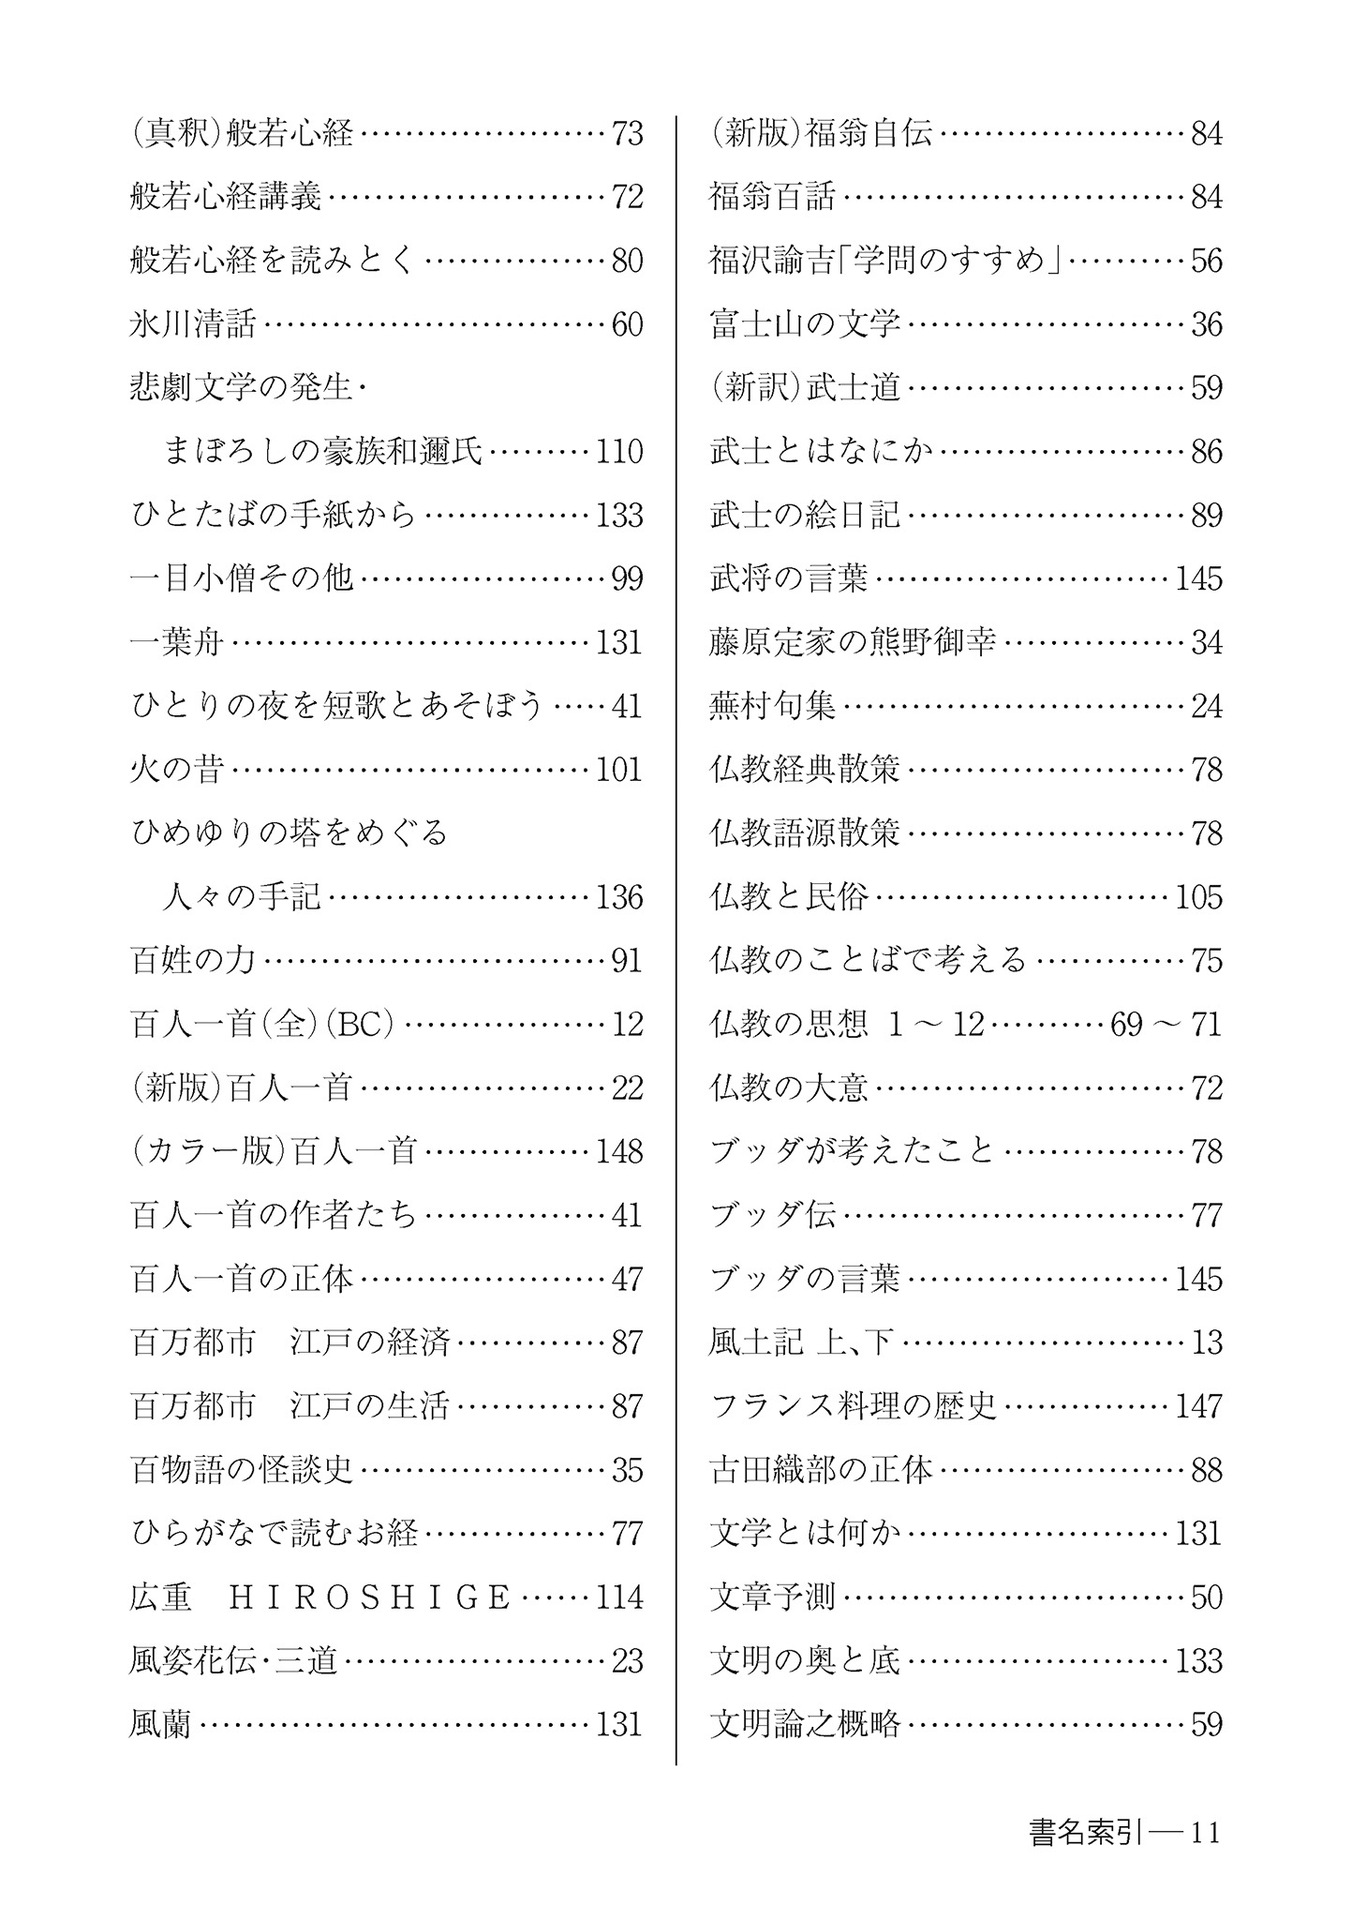 （真釈）般若心経……………………73
般若心経講義………………………72
般若心経を読みとく………………80
氷川清話……………………………60
悲劇文学の発生・
　まぼろしの豪族和邇氏………110
ひとたばの手紙から……………133
一目小僧その他……………………99
一葉舟………………………………131
ひとりの夜を短歌とあそぼう……41
火の昔………………………………101
ひめゆりの塔をめぐる
　人々の手記………………………136
百姓の力……………………………91
百人一首（全）（BC）………………12
（新版）百人一首……………………22
（カラー版）百人一首……………148
百人一首の作者たち………………41
百人一首の正体……………………47
百万都市　江戸の経済……………87
百万都市　江戸の生活……………87
百物語の怪談史……………………35
ひらがなで読むお経………………77
広重　ＨＩＲＯＳＨＩＧＥ……114
風姿花伝・三道……………………23
風蘭…………………………………131
（新版）福翁自伝……………………84
福翁百話……………………………84
福沢諭吉「学問のすすめ」…………56
富士山の文学………………………36
（新訳）武士道………………………59
武士とはなにか……………………86
武士の絵日記………………………89
武将の言葉…………………………145
藤原定家の熊野御幸………………34
蕪村句集……………………………24
仏教経典散策………………………78
仏教語源散策………………………78
仏教と民俗…………………………105
仏教のことばで考える……………75
仏教の思想 1～12…………69～71
仏教の大意…………………………72
ブッダが考えたこと………………78
ブッダ伝……………………………77
ブッダの言葉………………………145
風土記 上、下………………………13
フランス料理の歴史……………147
古田織部の正体……………………88
文学とは何か………………………131
文章予測……………………………50
文明の奥と底………………………133
文明論之概略………………………59
書名索引―11